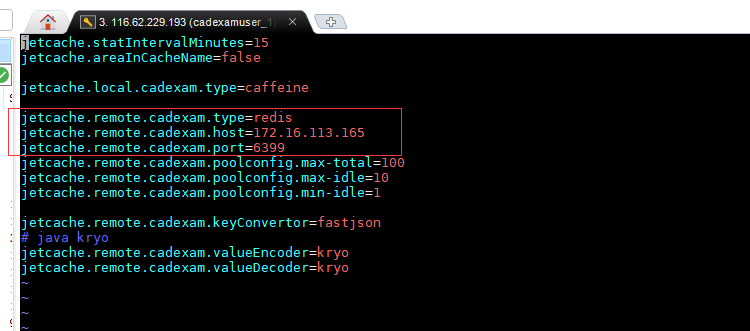 3. 116.62.229.193 (cadexamuser_1
jetcache.statIntervalMinutes=15
jetcache.areaInCacheName=false
jetcache.local.cadexam.type=caffeine
jetcache.remote.cadexam.type=redis
jetcache.remote.cadexam.host=172.16.113.165
jetcache.remote.cadexam.port=6399
jetcache.remote.cadexam.poolconfig.max-total=100
jetcache.remote.cadexam.poolconfig.max-idle=10
jetcache.remote.cadexam.poolconfig.min-idle=1
jetcache.remote.cadexam.keyConvertor=fastjson
# java kryo
jetcache.remote.cadexam.valueEncoder=kryo
jetcache.remote.cadexam.valueDecoder=kryo
~
~
~
~